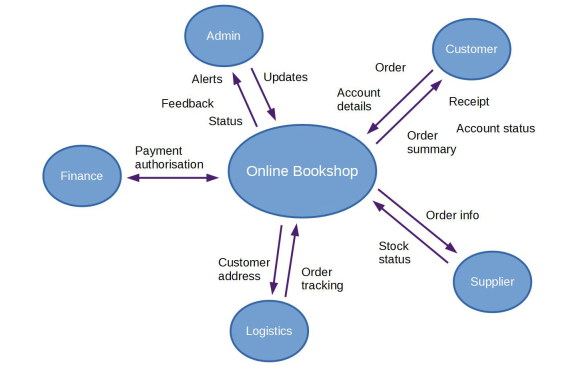 Admin
Customer
Order
Alerts
Updates
Account
details
Feedback
Receipt
Status
Account status
Order
summary
Payment
authorisation
Finance
Online Bookshop
Order info
Stock
status
Customer
address
Order
tracking
Supplier
Logistics